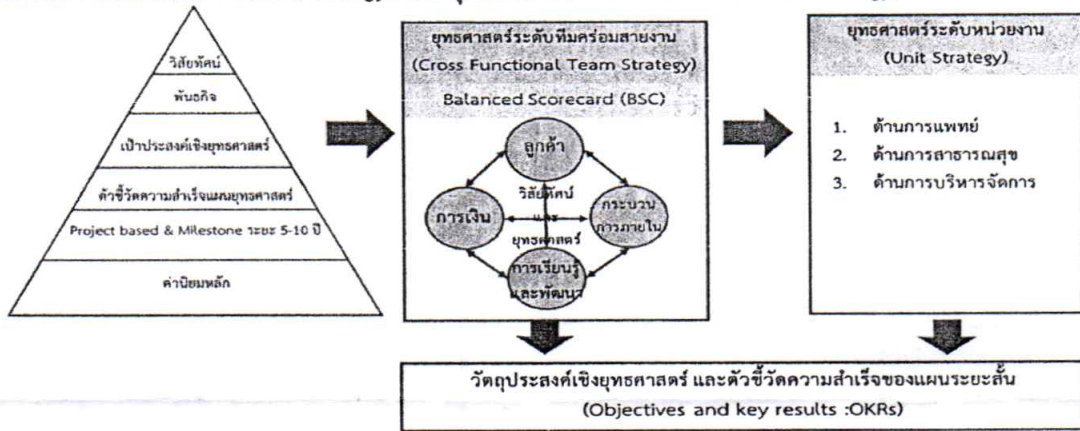 วิสัยทัศน์
พันธกิจ
เป้าประสงค์เชิงยุทธศาสตร์
ตัวชี้วัดความสำเร็จแผนยุทธศาสตร์
Project based & Milestone ระยะ 5-10 ปี
ค่านิยมหลัก
ยุทธศาสตร์ระดับทีมคร่อมสายงาน
(Cross Functional Team Strategy)
Balanced Scorecard (BSC)
ลูกค้า
วิสัยทัศน์
การเงิน
และ
กระบวน
การภายใน
ยุทธศาสตร์
การเรียนรู้
และพัฒนา
ยุทธศาสตร์ระดับหน่วยงาน
(Unit Strategy)
1. ด้านการแพทย์
2. ด้านการสาธารณสุข
3. ด้านการบริหารจัดการ
วัตถุประสงค์เชิงยุทธศาสตร์ และตัวชี้วัดความสำเร็จของแผนระยะสั้น
(Objectives and key results :OKRs)